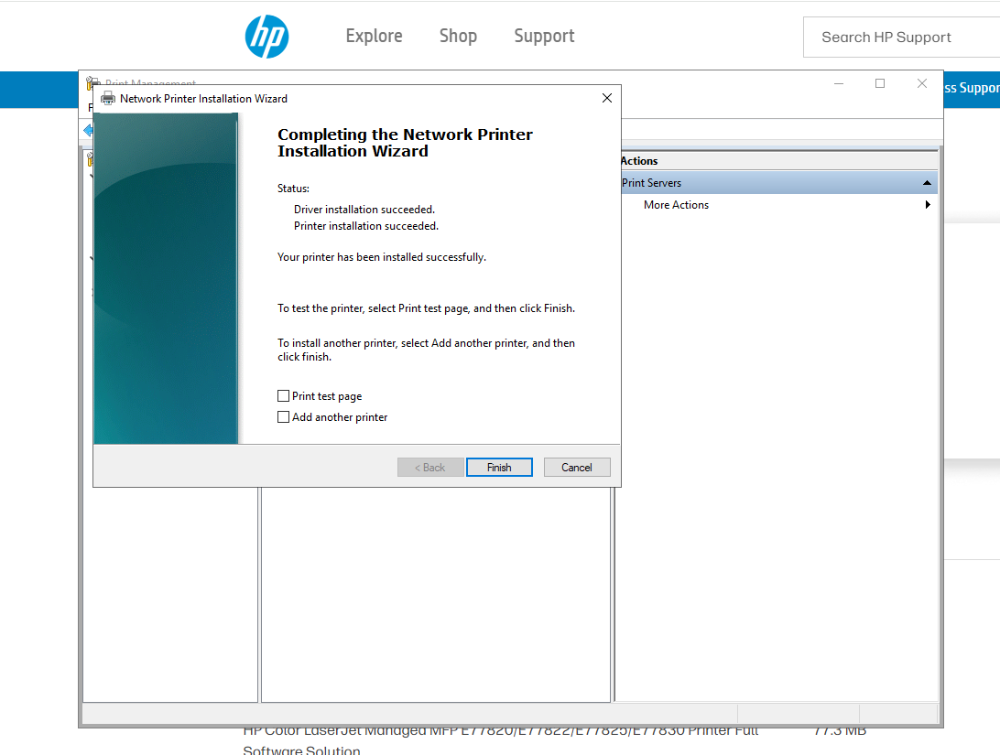 hp
Explore
Shop
Support
Search HP Support
Print Management
ss Suppor
Network Printer Installation Wizard
F
Completing the Network Printer
Installation Wizard
Status:
Driver installation succeeded.
Printer installation succeeded.
Your printer has been installed successfully.
To test the printer, select Print test page, and then click Finish.
To install another printer, select Add another printer, and then
click finish.
Print test page
Add another printer
< Back
Finish
Cancel
Actions
Print Servers
More Actions
HP Color LaserJet Managed MFP E77820/E77822/E77825/E77830 Printer Full
Software Solution
77.3 MB